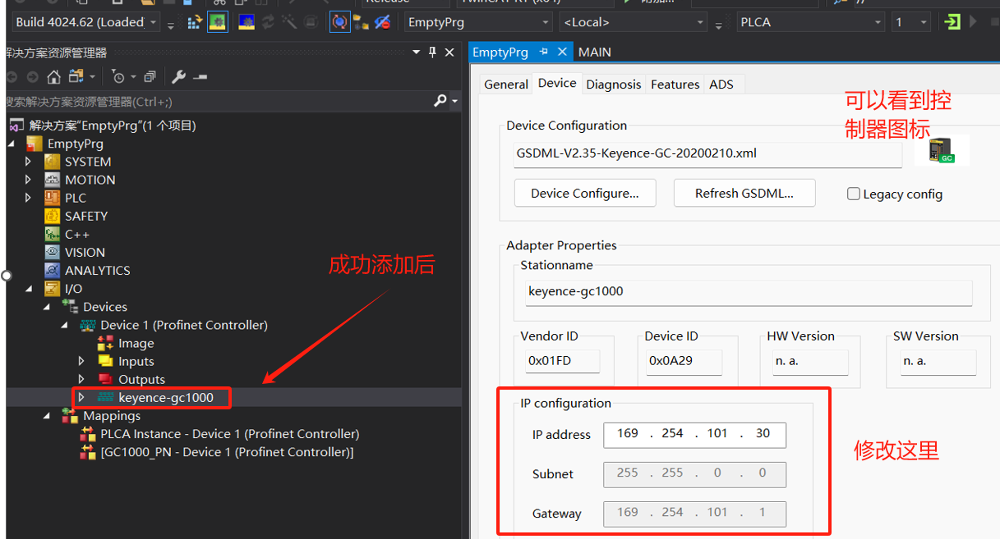 Release
TwinCAT RT (x64)
附加...
Build 4024.62 (Loaded)
EmptyPrg
<Local>
PLCA
1
解决方案资源管理器
搜索解决方案资源管理器(Ctrl+;)
解决方案"EmptyPrg"(1 个项目)
EmptyPrg
SYSTEM
MOTION
PLC
SAFETY
C++
VISION
ANALYTICS
I/O
Devices
Device 1 (Profinet Controller)
Image
Inputs
Outputs
keyence-gc1000
Mappings
PLCA Instance - Device 1 (Profinet Controller)
[GC1000_PN - Device 1 (Profinet Controller)]
成功添加后
EmptyPrg
MAIN
General
Device
Diagnosis
Features
ADS
可以看到控
制器图标
Device Configuration
GSDML-V2.35-Keyence-GC-20200210.xml
GC
Device Configure...
Refresh GSDML...
Legacy config
Adapter Properties
Stationname
keyence-gc1000
Vendor ID
0x01FD
Device ID
0x0A29
HW Version
n. a.
SW Version
n. a.
IP configuration
IP address
169 . 254 . 101 . 30
Subnet
255 . 255 . 0 . 0
Gateway
169 . 254 . 101 . 1
修改这里